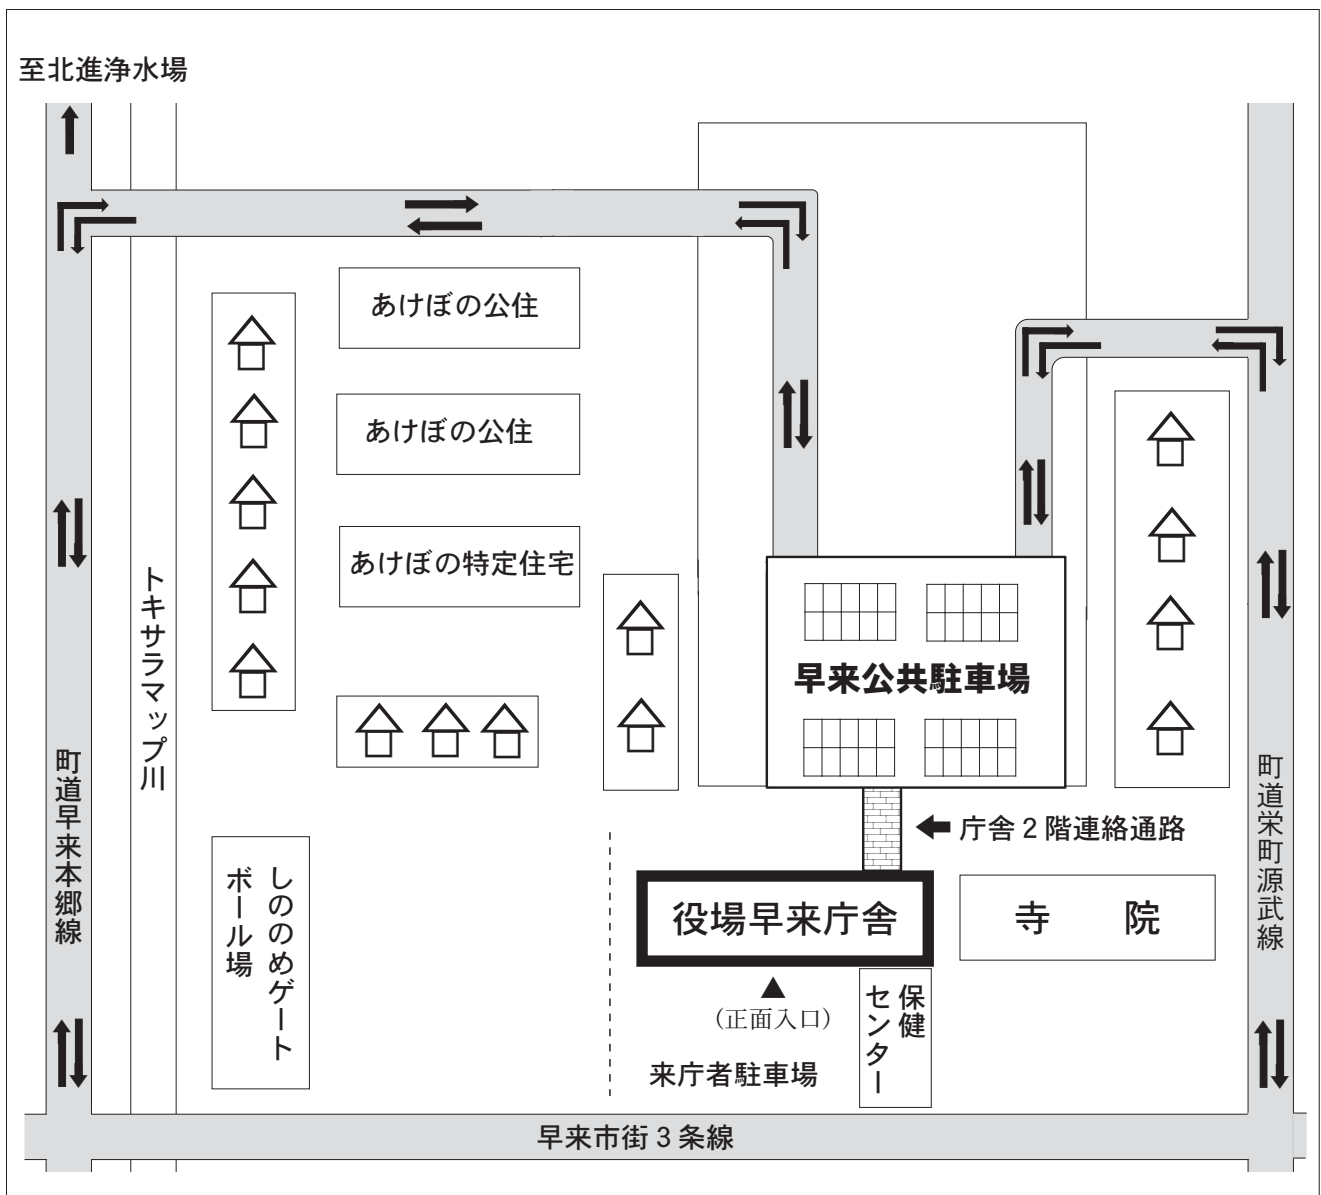 至北進浄水場
あけぼの公住
あけぼの公住
あけぼの特定住宅
トキサラマップ川
早来公共駐車場
町道早来本郷線
町道栄町源武線
庁舎2階連絡通路
しののめゲート
ボール場
役場早来庁舎
寺 院
(正面入口)
保健
センター
来庁者駐車場
早来市街3条線